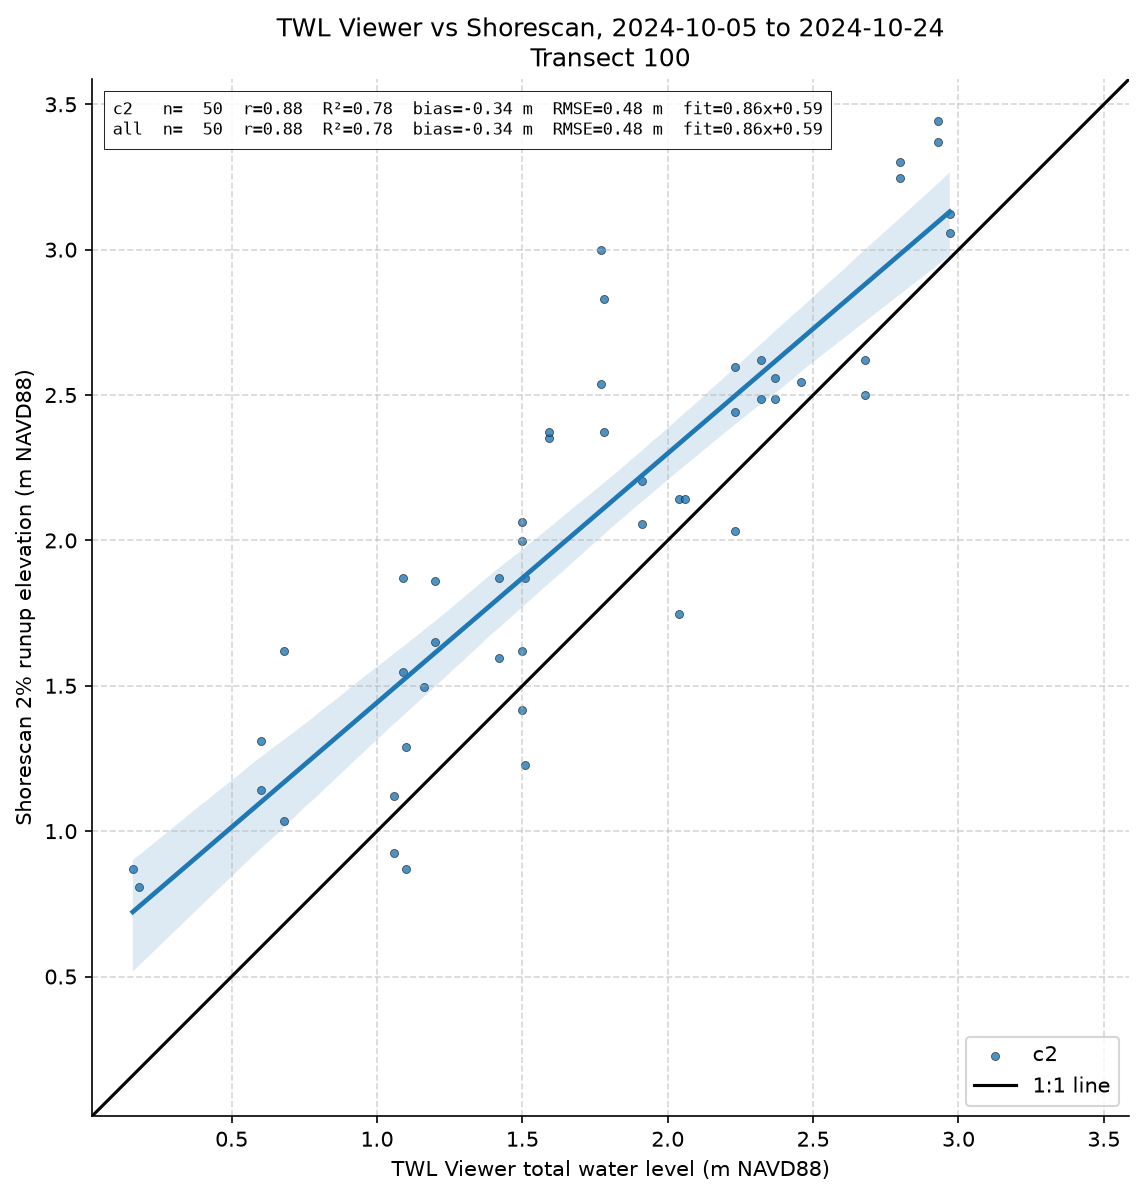 TWL Viewer vs Shorescan, 2024-10-05 to 2024-10-24
Transect 100
c2   n=  50  r=0.88  R²=0.78  bias=-0.34 m  RMSE=0.48 m  fit=0.86x+0.59
all  n=  50  r=0.88  R²=0.78  bias=-0.34 m  RMSE=0.48 m  fit=0.86x+0.59
3.5
3.0
2.5
2.0
1.5
1.0
0.5
Shorescan 2% runup elevation (m NAVD88)
c2
1:1 line
0.5 1.0 1.5 2.0 2.5 3.0 3.5
TWL Viewer total water level (m NAVD88)